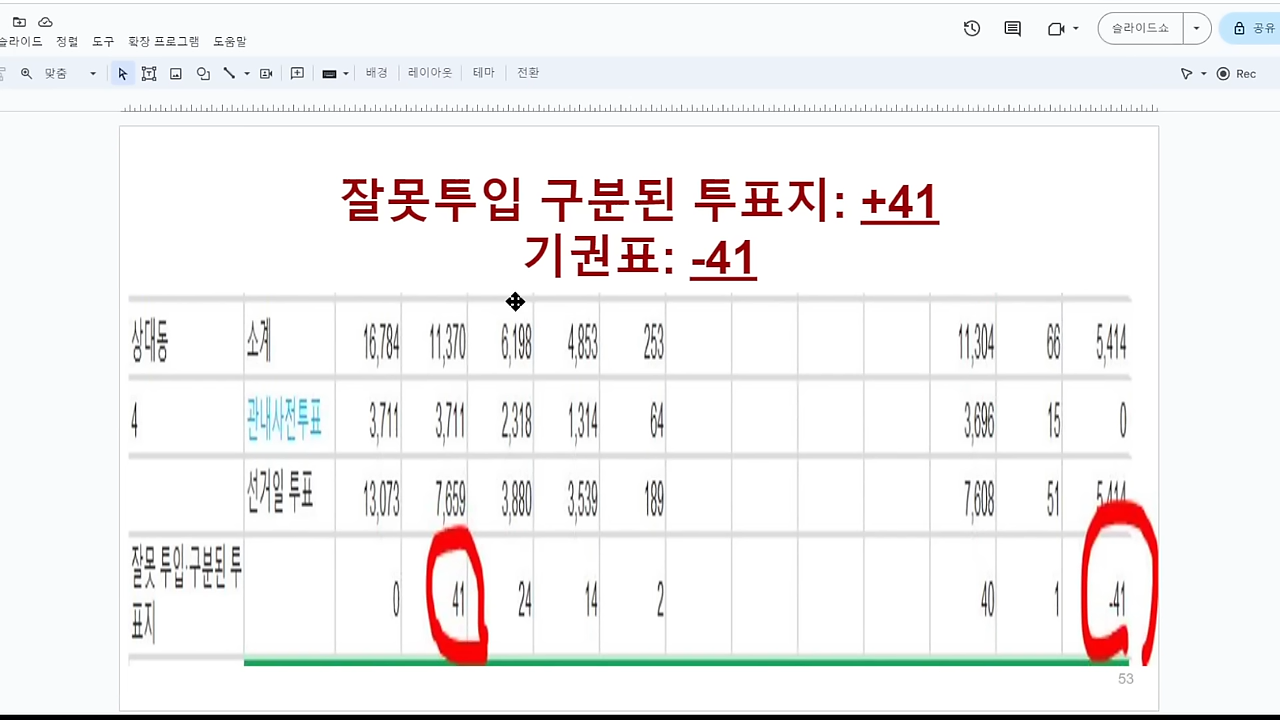 슬라이드 정렬 도구 확장 프로그램 도움말
슬라이드쇼 공유
맞춤 배경 레이아웃 테마 전환 Rec
잘못투입 구분된 투표지: +41
기권표: -41
상대동 소계 16,784 11,370 6,198 4,853 253 11,304 66 5,414
4 관내사전투표 3,711 3,711 2,318 1,314 64 3,696 15 0
선거일 투표 13,073 7,659 3,880 3,539 189 7,608 51 5,414
잘못 투입·구분된 투
표지 0 41 24 14 2 40 1 -41
53